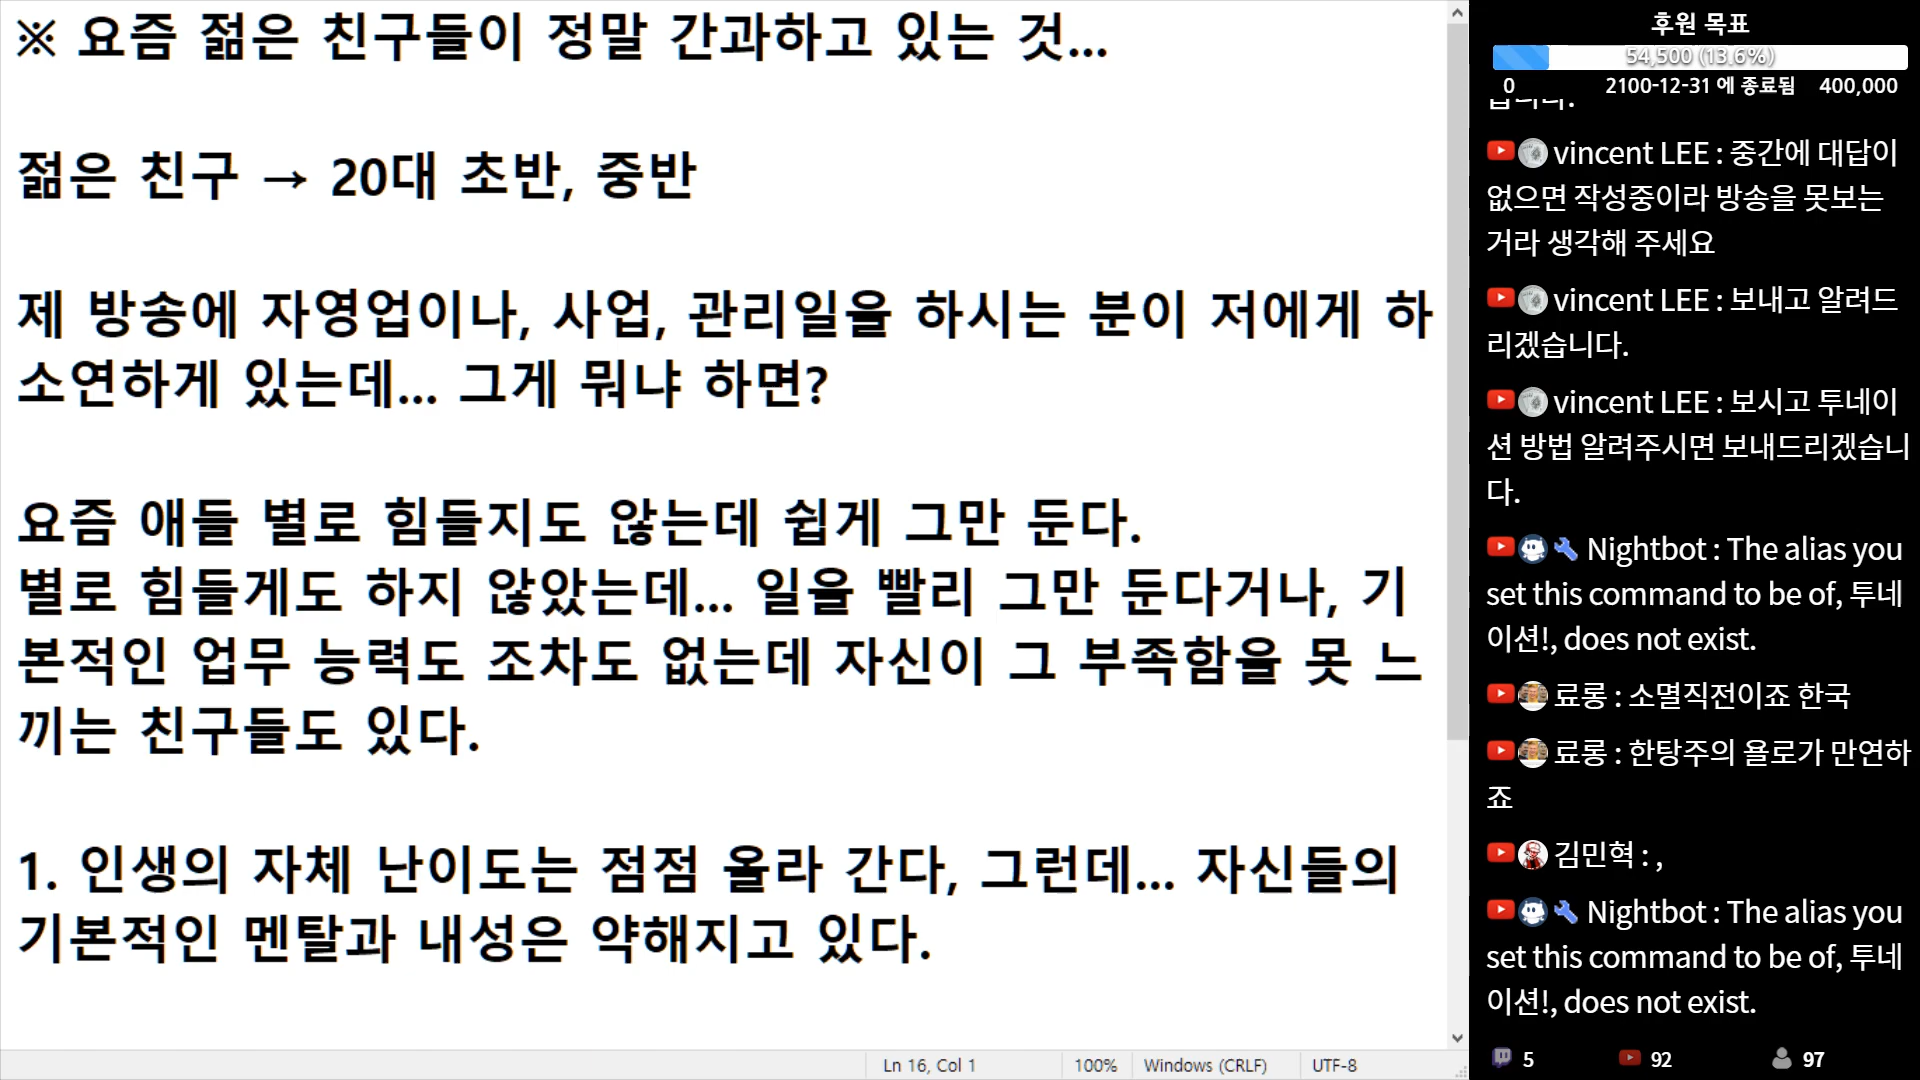 ※ 요즘 젊은 친구들이 정말 간과하고 있는 것...
젊은 친구 → 20대 초반, 중반
제 방송에 자영업이나, 사업, 관리일을 하시는 분이 저에게 하
소연하게 있는데... 그게 뭐냐 하면?
요즘 애들 별로 힘들지도 않는데 쉽게 그만 둔다.
별로 힘들게도 하지 않았는데... 일을 빨리 그만 둔다거나, 기
본적인 업무 능력도 조차도 없는데 자신이 그 부족함을 못 느
끼는 친구들도 있다.
1. 인생의 자체 난이도는 점점 올라 간다, 그런데... 자신들의
기본적인 멘탈과 내성은 약해지고 있다.
Ln 16, Col 1
100%
Windows (CRLF)
UTF-8
후원 목표
54,500 (13.6%)
0
2100-12-31 에 종료됨
400,000
vincent LEE : 중간에 대답이
없으면 작성중이라 방송을 못보는
거라 생각해 주세요
vincent LEE : 보내고 알려드
리겠습니다.
vincent LEE : 보시고 투네이
션 방법 알려주시면 보내드리겠습니
다.
Nightbot : The alias you
set this command to be of, 투네
이션!, does not exist.
료롱 : 소멸직전이죠 한국
료롱 : 한탕주의 욜로가 만연하
죠
김민혁 : ,
Nightbot : The alias you
set this command to be of, 투네
이션!, does not exist.
5
92
97